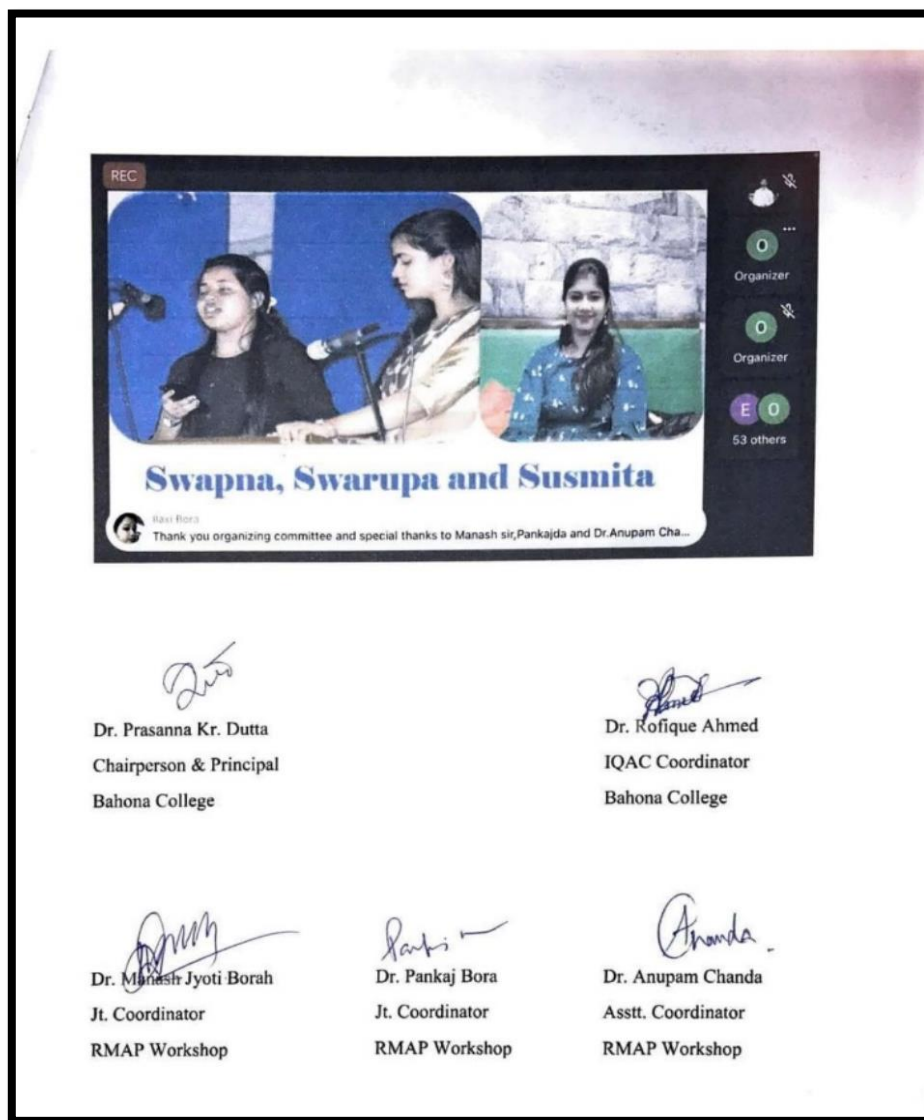 REC
Organizer
Organizer
E O
53 others
Swapna, Swarupa and Susmita
Thank you organizing committee and special thanks to Manash sir,Pankajda and Dr.Anupam Cha...
Dr. Prasanna Kr. Dutta
Chairperson & Principal
Bahona College
Dr. Rofique Ahmed
IQAC Coordinator
Bahona College
Dr. Manash Jyoti Borah
Jt. Coordinator
RMAP Workshop
Dr. Pankaj Bora
Jt. Coordinator
RMAP Workshop
Ananda
Dr. Anupam Chanda
Asstt. Coordinator
RMAP Workshop